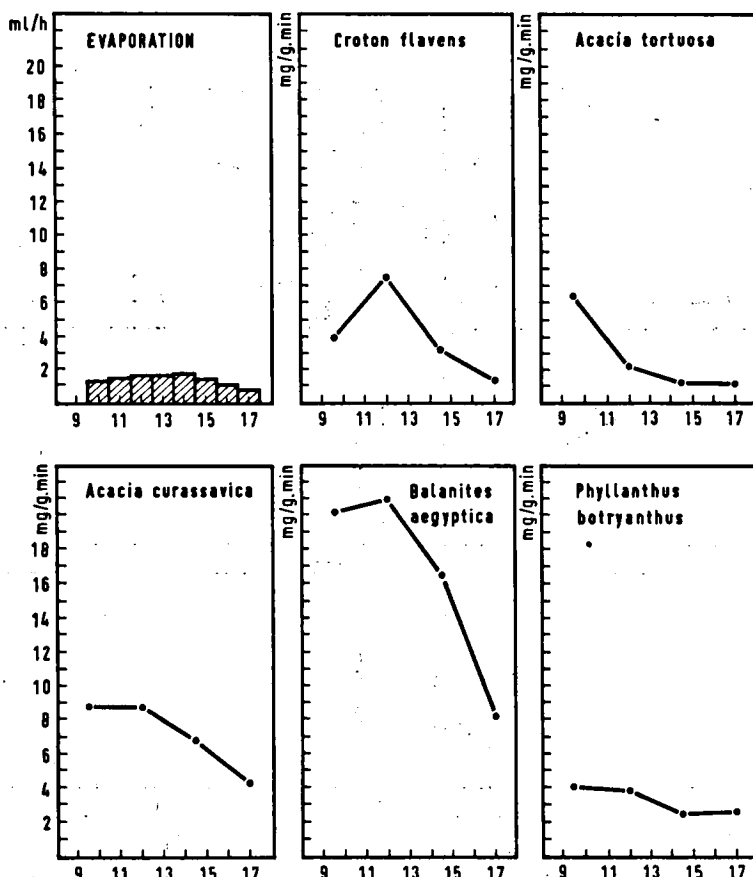 ml/h
EVAPORATION
22
20
18
16
14
12
10
8
6
4
2
9 11 13 15 17
mg/g.min
Croton flavens
9 11 13 15 17
mg/g.min
Acacia tortuosa
9 11 13 15 17
mg/g.min
Acacia curassavica
18
16
14
12
10
8
6
4
2
9 11 13 15 17
mg/g.min
Balanites
aegyptica
9 11 13 15 17
mg/g.min
Phyllanthus
botryanthus
9 11 13 15 17